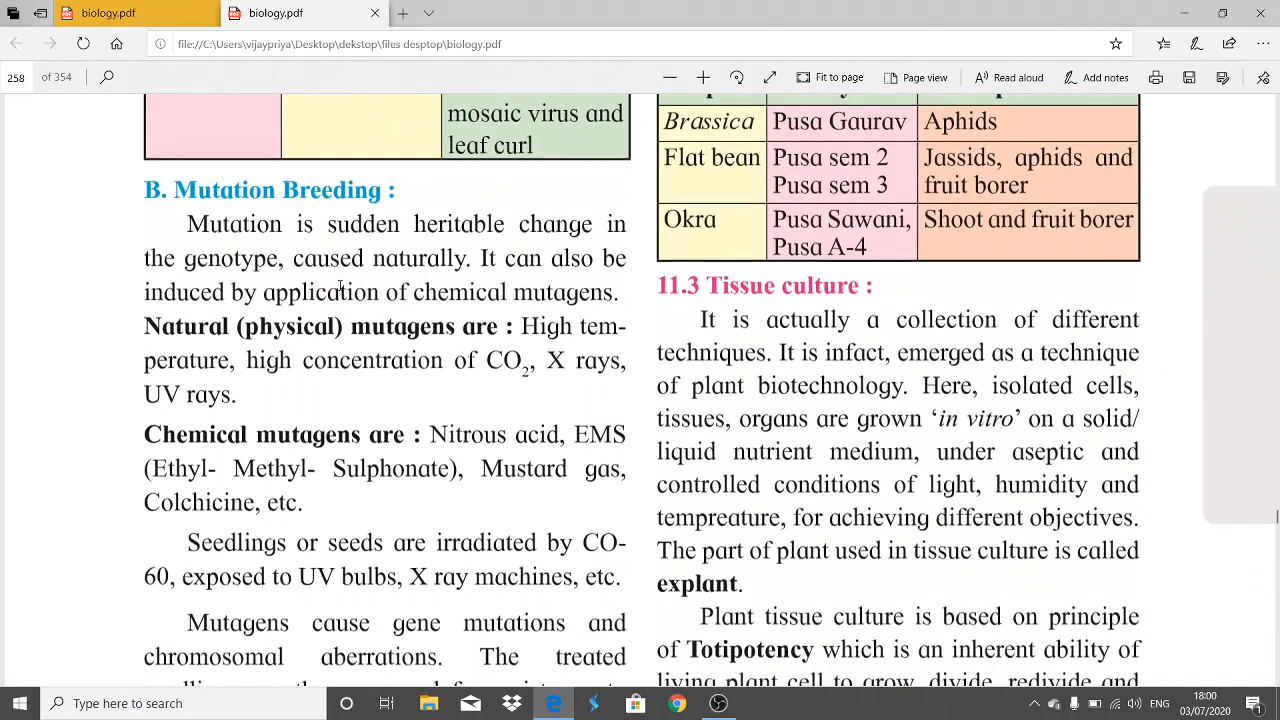 biology.pdf
biology.pdf
file://C:\Users\vijaypriya\Desktop\dekstop\files desptop\biology.pdf
258 of 354
Fit to page
Page view
Read aloud
Add notes
mosaic virus and
leaf curl
B. Mutation Breeding :
Mutation is sudden heritable change in
the genotype, caused naturally. It can also be
induced by application of chemical mutagens.
Natural (physical) mutagens are : High tem-
perature, high concentration of CO2, X rays,
UV rays.
Chemical mutagens are : Nitrous acid, EMS
(Ethyl- Methyl- Sulphonate), Mustard gas,
Colchicine, etc.
Seedlings or seeds are irradiated by CO-
60, exposed to UV bulbs, X ray machines, etc.
Mutagens cause gene mutations and
chromosomal aberrations. The treated
Brassica Pusa Gaurav Aphids
Flat bean Pusa sem 2 Jassids, aphids and
Pusa sem 3 fruit borer
Okra Pusa Sawani, Shoot and fruit borer
Pusa A-4
11.3 Tissue culture :
It is actually a collection of different
techniques. It is infact, emerged as a technique
of plant biotechnology. Here, isolated cells,
tissues, organs are grown ‘in vitro’ on a solid/
liquid nutrient medium, under aseptic and
controlled conditions of light, humidity and
tempreature, for achieving different objectives.
The part of plant used in tissue culture is called
explant.
Plant tissue culture is based on principle
of Totipotency which is an inherent ability of
living plant cell to grow, divide, redivide and
Type here to search
ENG
18:00
03/07/2020